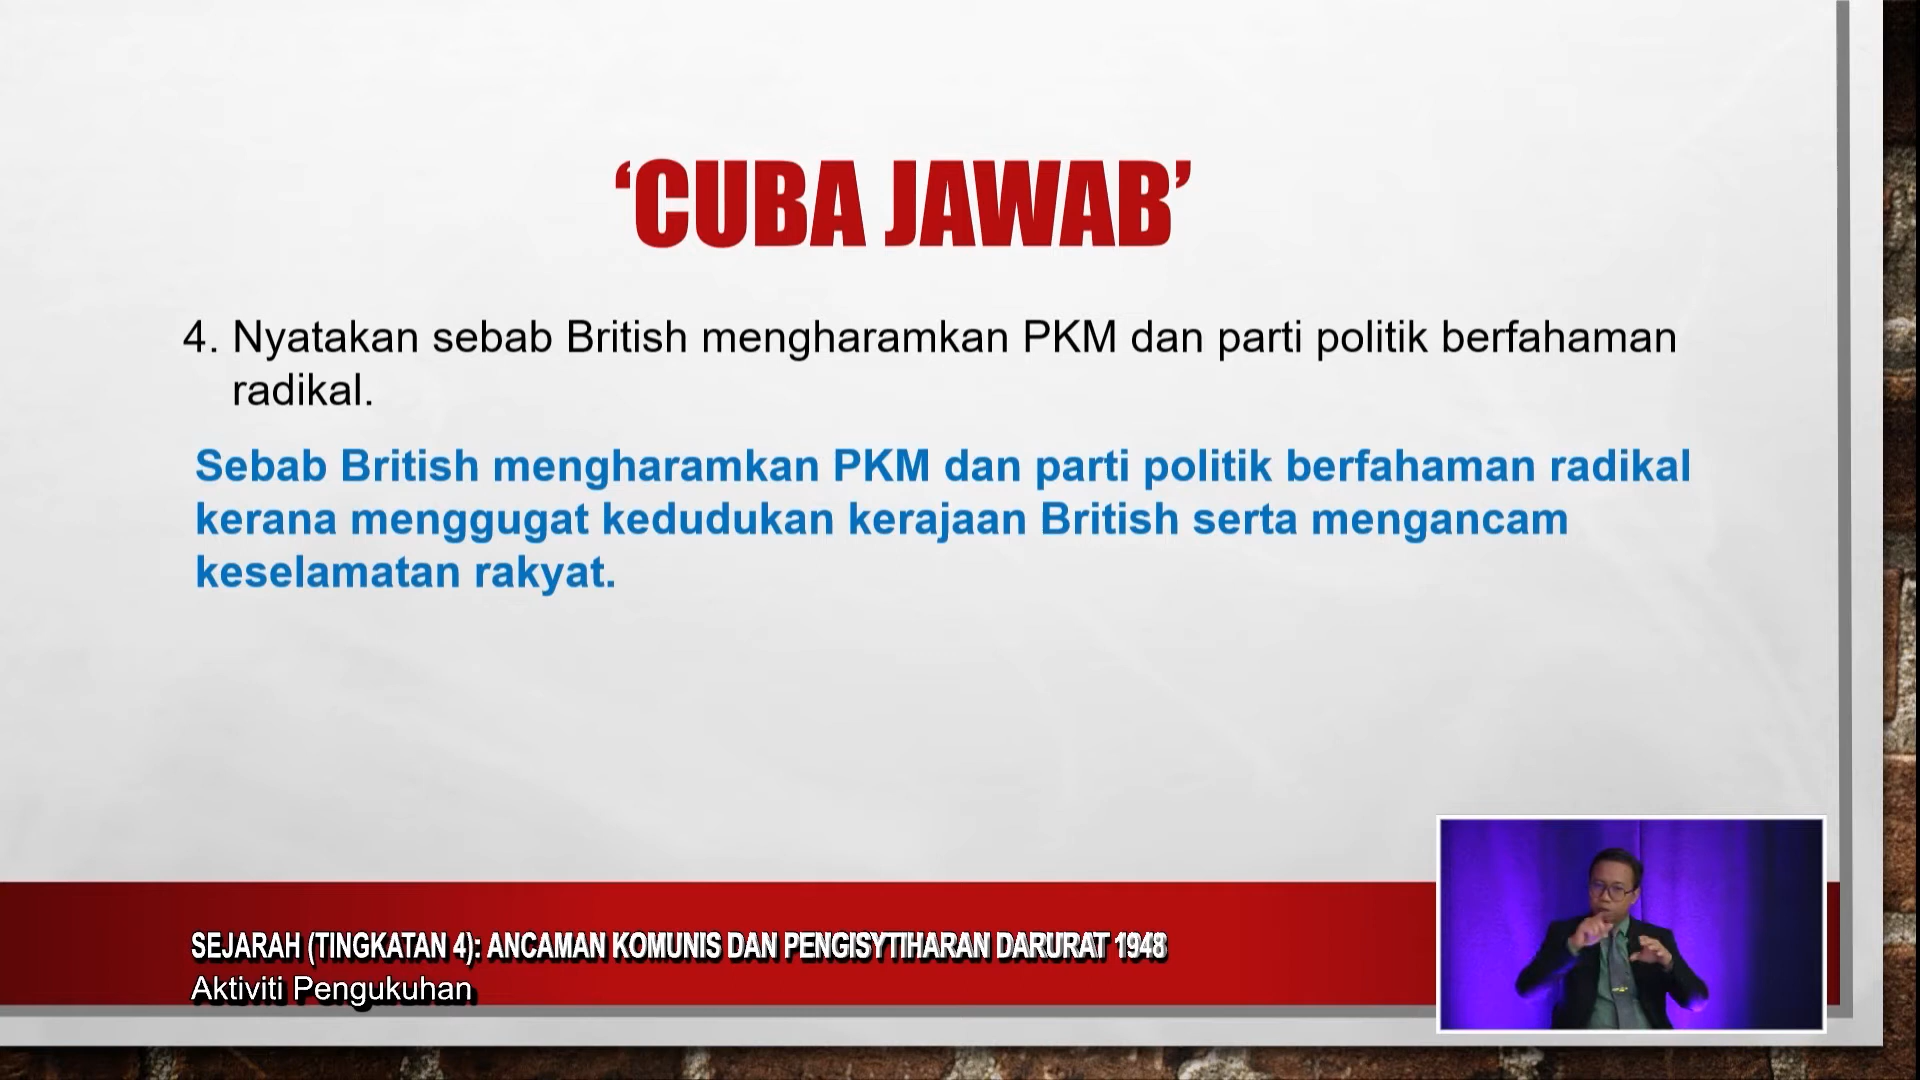 ‘CUBA JAWAB’
4. Nyatakan sebab British mengharamkan PKM dan parti politik berfahaman
radikal.
Sebab British mengharamkan PKM dan parti politik berfahaman radikal
kerana menggugat kedudukan kerajaan British serta mengancam
keselamatan rakyat.
SEJARAH (TINGKATAN 4): ANCAMAN KOMUNIS DAN PENGISYTIHARAN DARURAT 1948
Aktiviti Pengukuhan